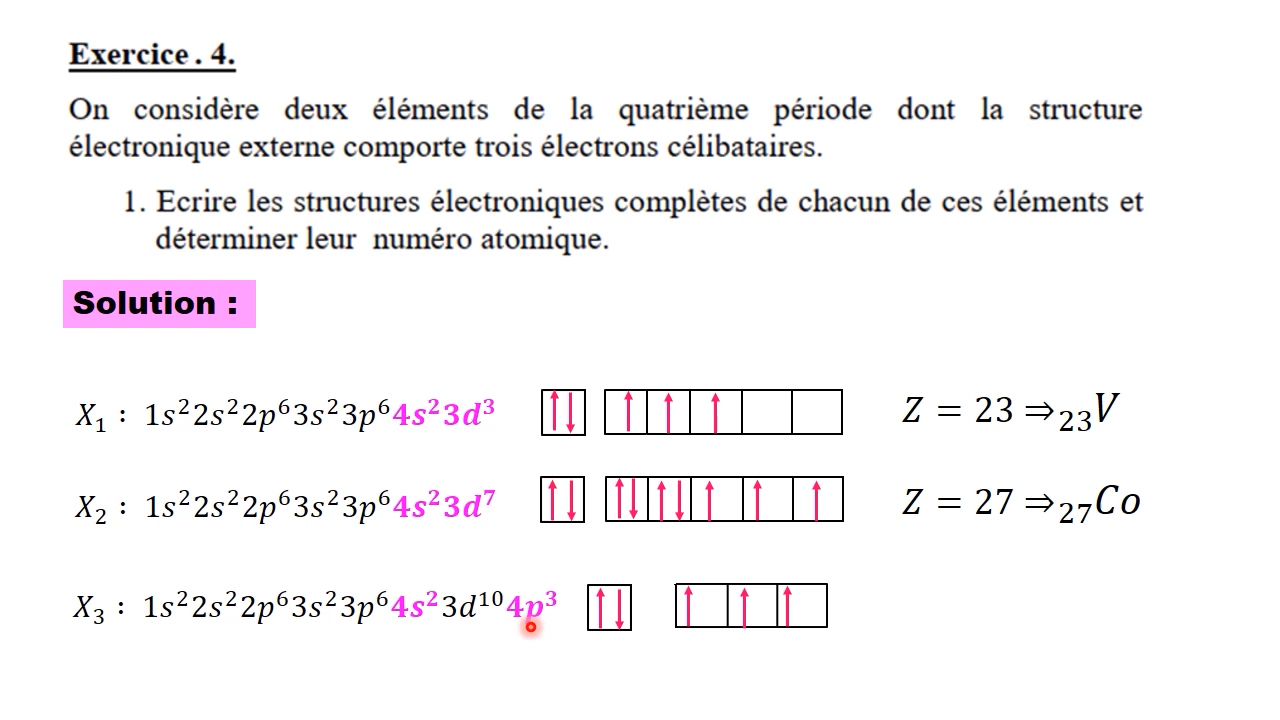 Exercice . 4.
On considère deux éléments de la quatrième période dont la structure
électronique externe comporte trois électrons célibataires.
1. Ecrire les structures électroniques complètes de chacun de ces éléments et
déterminer leur numéro atomique.
Solution :
X₁ : 1s²2s²2p⁶3s²3p⁶4s²3d³ Z = 23 ⇒ ₂₃V
X₂ : 1s²2s²2p⁶3s²3p⁶4s²3d⁷ Z = 27 ⇒ ₂₇Co
X₃ : 1s²2s²2p⁶3s²3p⁶4s²3d¹⁰4p³